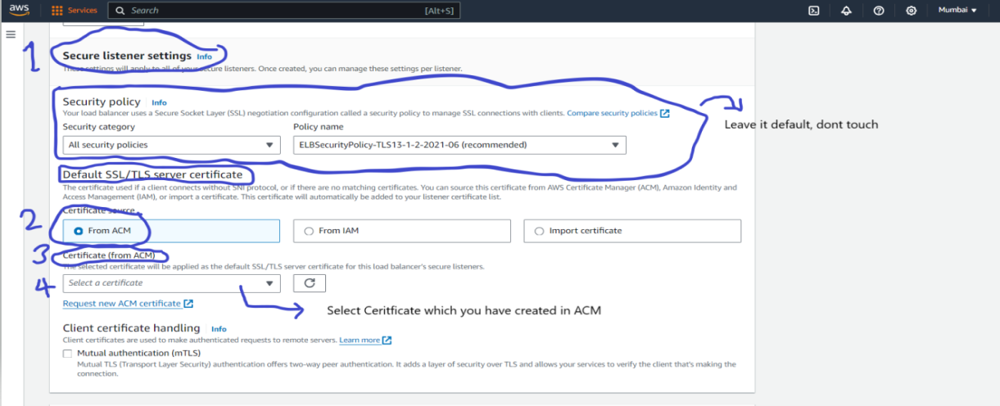 aws Services Search [Alt+S] Mumbai
1
Secure listener settings Info
These settings will apply to all of your secure listeners. Once created, you can manage these settings per listener.
Security policy Info
Your load balancer uses a Secure Socket Layer (SSL) negotiation configuration called a security policy to manage SSL connections with clients. Compare security policies
Leave it default, dont touch
Security category Policy name
All security policies ELBSecurityPolicy-TLS13-1-2-2021-06 (recommended)
Default SSL/TLS server certificate
The certificate used if a client connects without SNI protocol, or if there are no matching certificates. You can source this certificate from AWS Certificate Manager (ACM), Amazon Identity and
Access Management (IAM), or import a certificate. This certificate will automatically be added to your listener certificate list.
Certificate source
2
From ACM From IAM Import certificate
3
Certificate (from ACM)
The selected certificate will be applied as the default SSL/TLS server certificate for this load balancer's secure listeners.
4
Select a certificate
Request new ACM certificate
Select Ceritficate which you have created in ACM
Client certificate handling Info
Client certificates are used to make authenticated requests to remote servers. Learn more
Mutual authentication (mTLS)
Mutual TLS (Transport Layer Security) authentication offers two-way peer authentication. It adds a layer of security over TLS and allows your services to verify the client that's making the
connection.